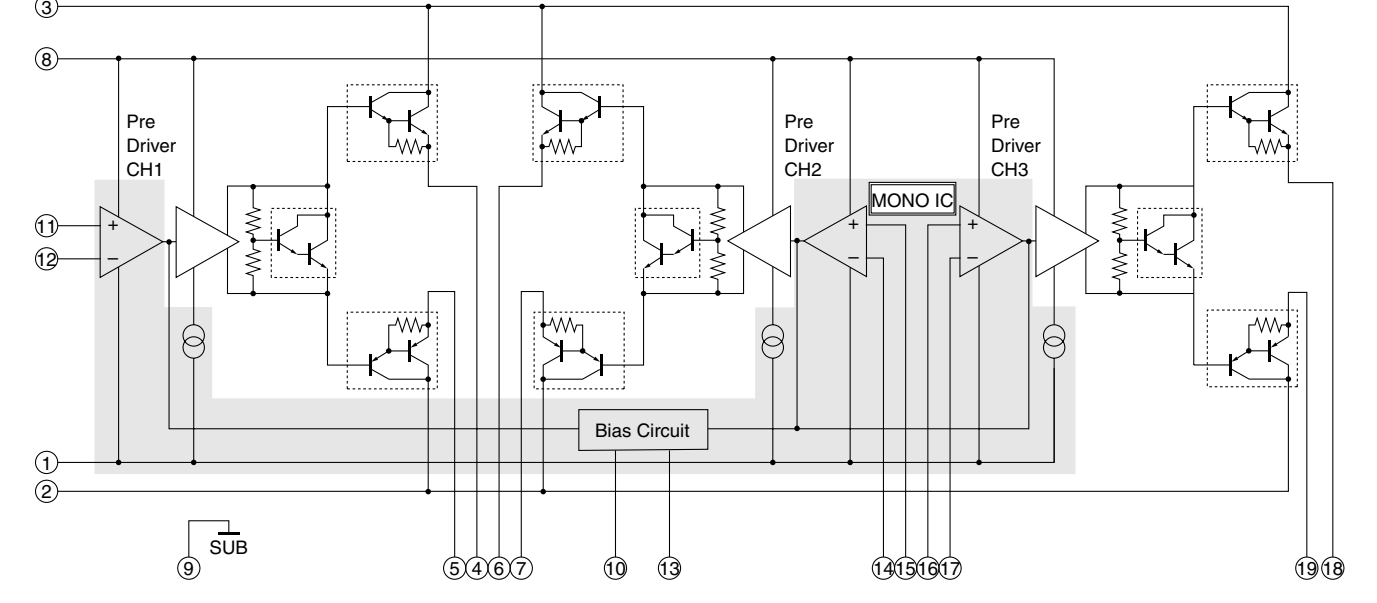 3
8
Pre
Driver
CH1
Pre
Driver
CH2
Pre
Driver
CH3
MONO IC
11
+
12
−
+
−
+
−
Bias Circuit
1
2
SUB
9
5 4 6 7 10 13 14 15 16 17 19 18